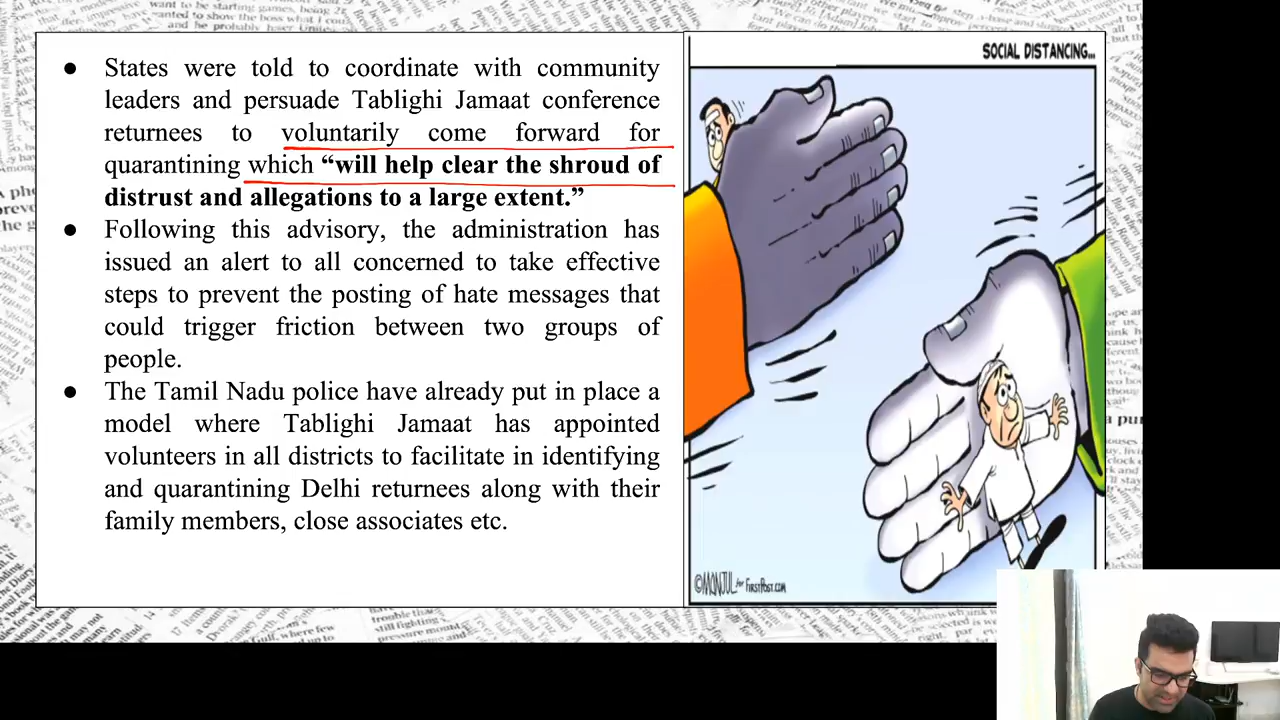 ● States were told to coordinate with community
leaders and persuade Tablighi Jamaat conference
returnees to voluntarily come forward for
quarantining which “will help clear the shroud of
distrust and allegations to a large extent.”
● Following this advisory, the administration has
issued an alert to all concerned to take effective
steps to prevent the posting of hate messages that
could trigger friction between two groups of
people.
● The Tamil Nadu police have already put in place a
model where Tablighi Jamaat has appointed
volunteers in all districts to facilitate in identifying
and quarantining Delhi returnees along with their
family members, close associates etc.
SOCIAL DISTANCING...
©MANJUL for FIRSTPOST.COM